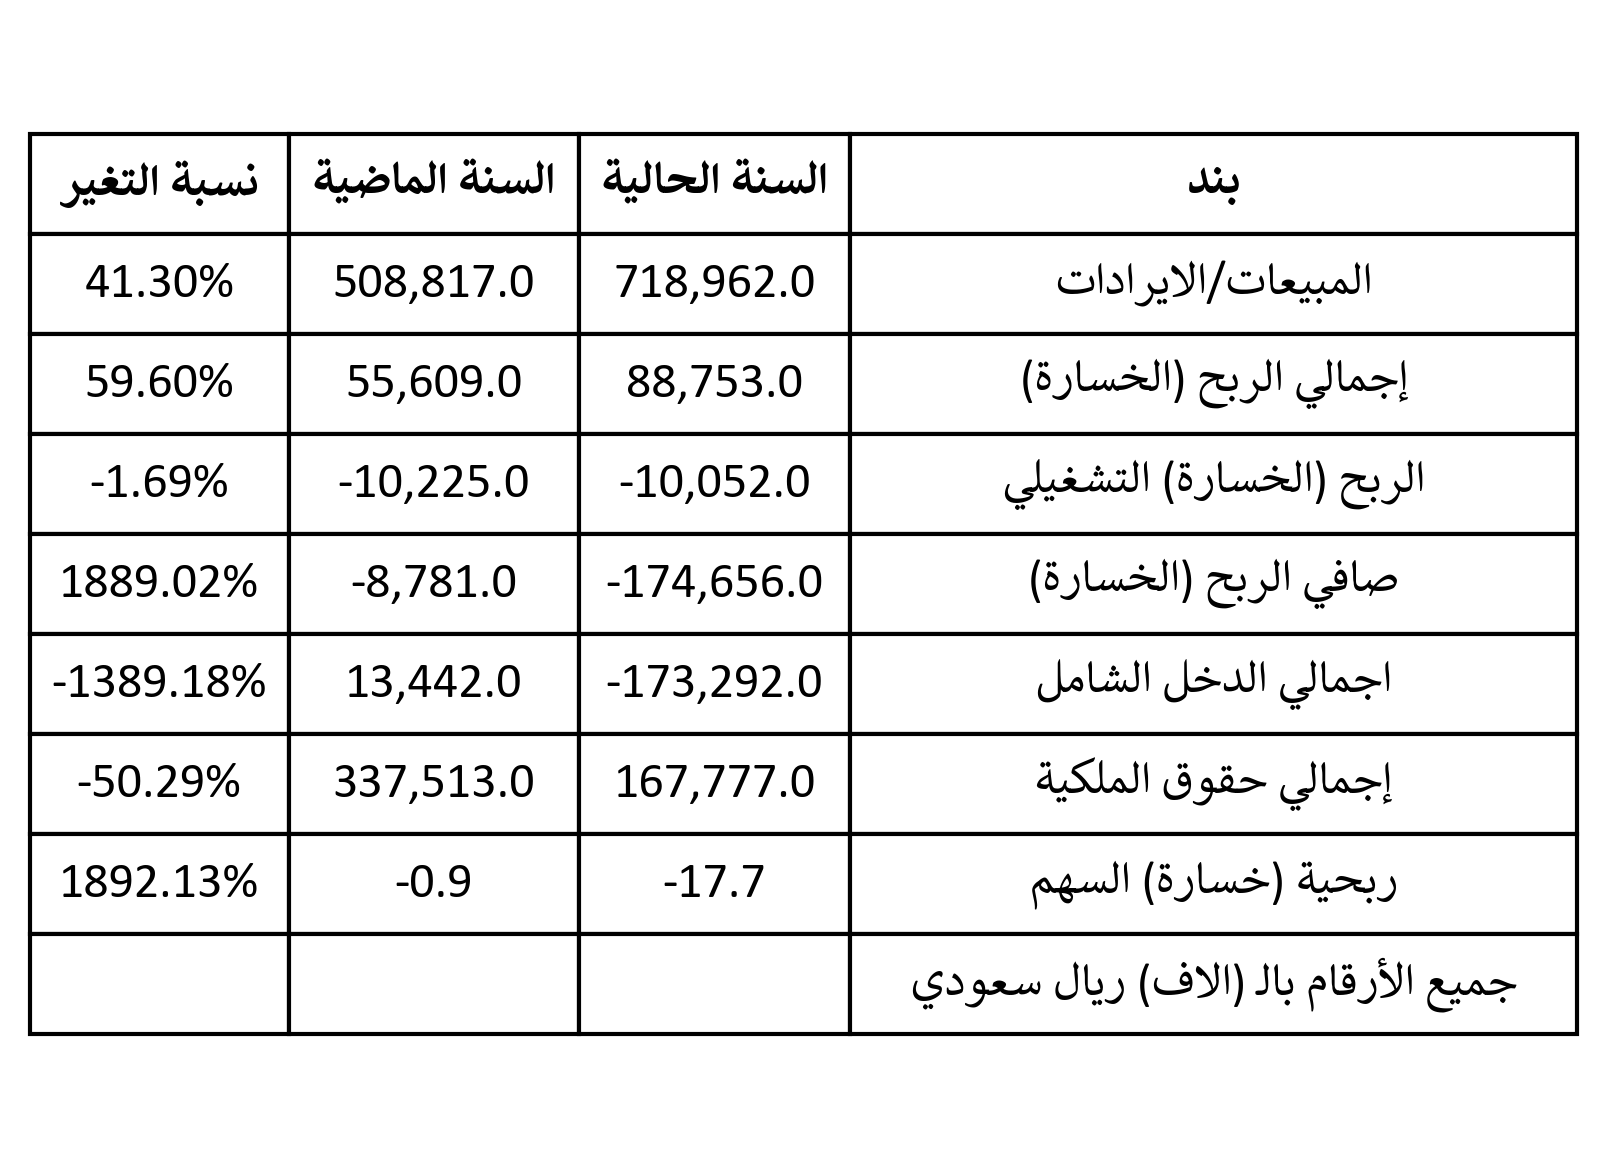 بند السنة الحالية السنة الماضية نسبة التغير
المبيعات/الايرادات 718,962.0 508,817.0 41.30%
إجمالي الربح (الخسارة) 88,753.0 55,609.0 59.60%
الربح (الخسارة) التشغيلي -10,052.0 -10,225.0 -1.69%
صافي الربح (الخسارة) -174,656.0 -8,781.0 1889.02%
اجمالي الدخل الشامل -173,292.0 13,442.0 -1389.18%
إجمالي حقوق الملكية 167,777.0 337,513.0 -50.29%
ربحية (خسارة) السهم -17.7 -0.9 1892.13%
جميع الأرقام بالـ (الاف) ريال سعودي